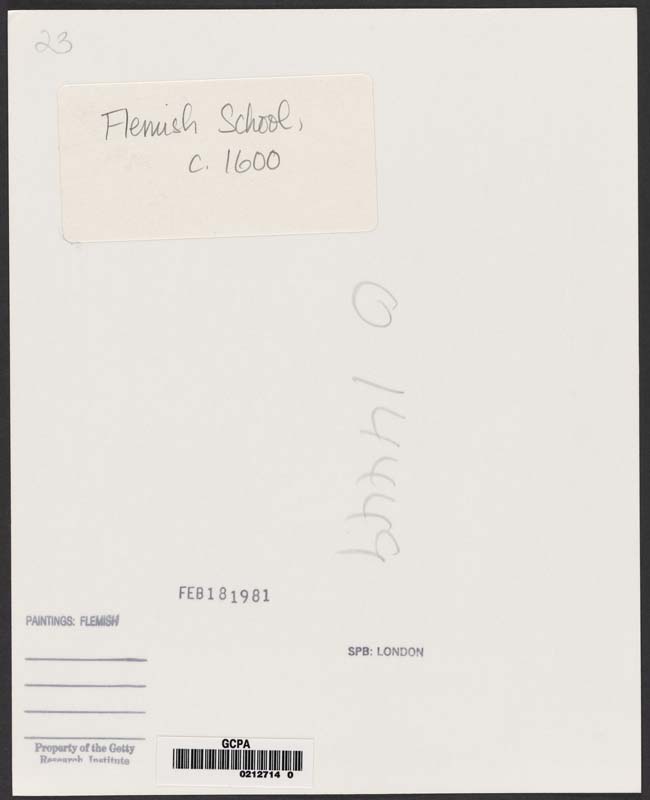 23
Flemish School,
c. 1600
0 14449
FEB 18 1981
PAINTINGS: FLEMISH
SPB: LONDON
Property of the Getty
Research Institute
GCPA
0212714 0